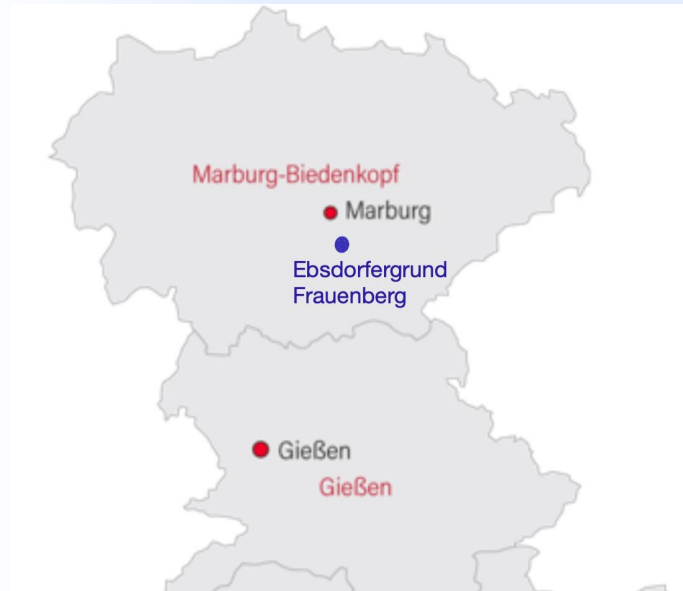 Marburg-Biedenkopf
Marburg
Ebsdorfergrund
Frauenberg
Gießen
Gießen